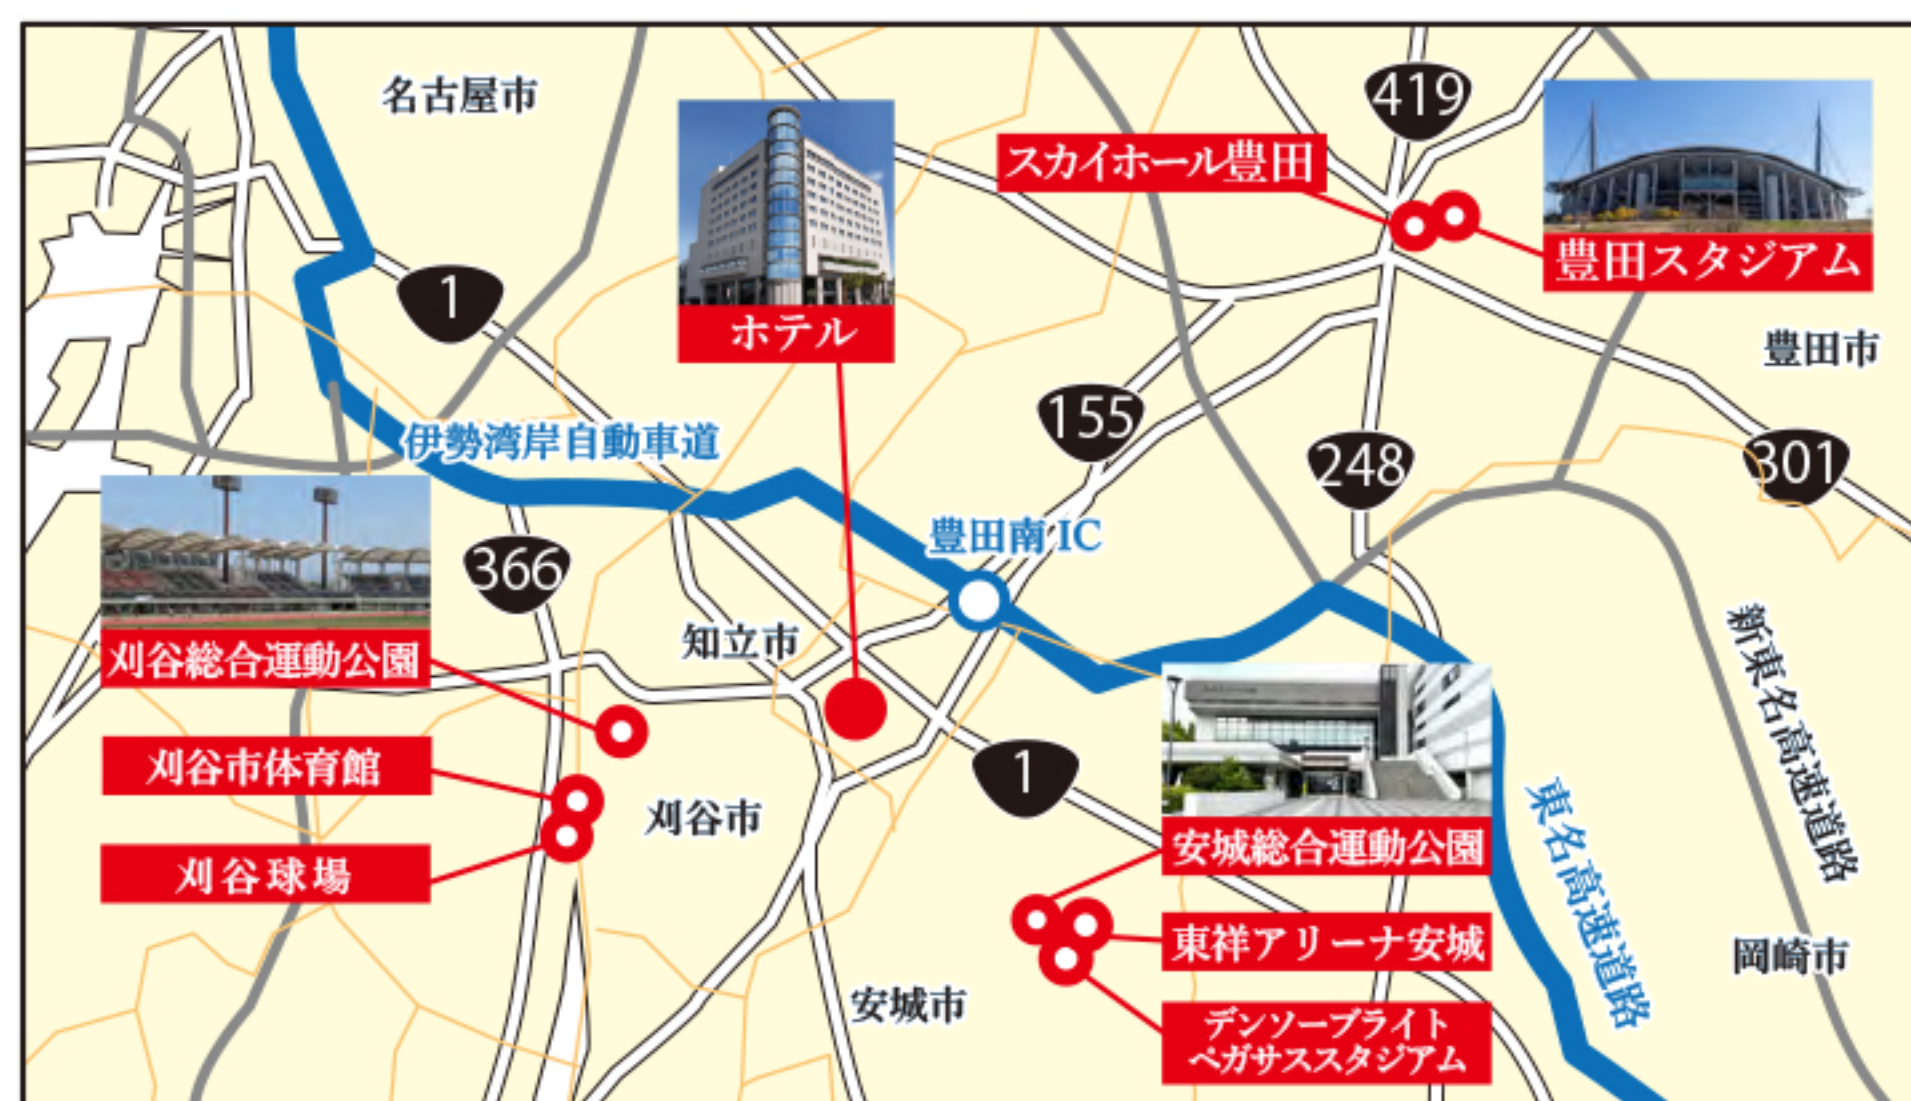 名古屋市
419
スカイホール豊田
豊田スタジアム
1
ホテル
豊田市
155
伊勢湾岸自動車道
248
301
豊田南IC
366
知立市
刈谷総合運動公園
新東名高速道路
刈谷市体育館
1
刈谷市
東名高速道路
安城総合運動公園
刈谷球場
東祥アリーナ安城
岡崎市
安城市
デンソーブライト
ペガサススタジアム